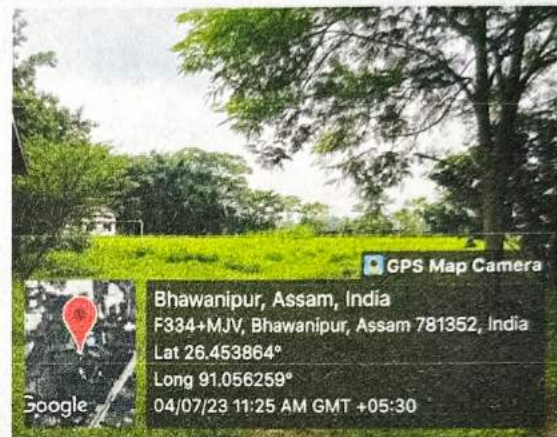 GPS Map Camera
Bhawanipur, Assam, India
F334+MJV, Bhawanipur, Assam 781352, India
Lat 26.453864°
Long 91.056259°
04/07/23 11:25 AM GMT +05:30
Google